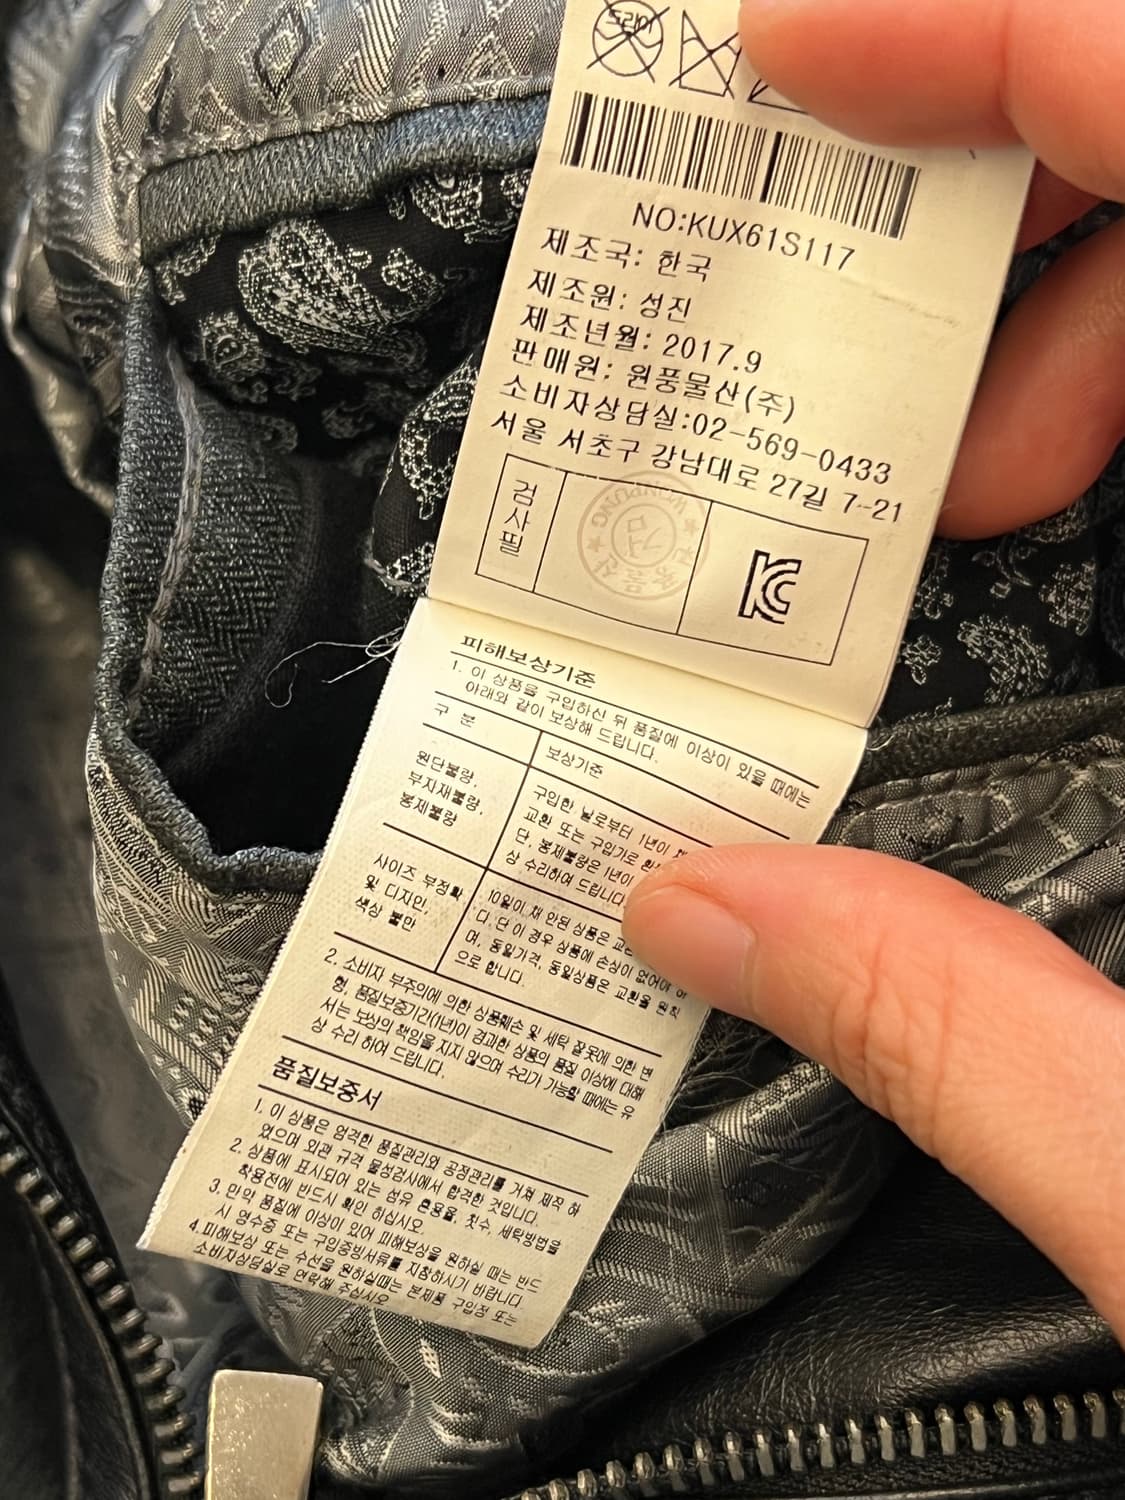 드라이
NO:KUX61S117
제조국: 한국
제조원: 성진
제조년월: 2017.9
판매원: 원풍물산(주)
소비자상담실:02-569-0433
서울 서초구 강남대로 27길 7-21
검사필
WONPUNG
검
원풍물산
KC
피해보상기준
1. 이 상품을 구입하신 뒤 품질에 이상이 있을 때에는
아래와 같이 보상해 드립니다.
구 분
보상기준
원단불량,
부자재불량,
봉제불량
구입한 날로부터 1년이 채
교환 또는 구입가로 환
단, 봉제불량은 1년이
상 수리하여 드립니다.
사이즈 부정확
및 디자인,
색상 불만
10일이 채 안된 상품은 교환
다. 단 이 경우 상품에 손상이 없어야 하
며, 동일가격, 동일상품은 교환을 원칙
으로 합니다.
2. 소비자 부주의에 의한 상품훼손 및 세탁 잘못에 의한 변
형, 품질보증기간(1년)이 경과한 상품의 품질 이상에 대해
서는 보상의 책임을 지지 않으며 수리가 가능할 때에는 유
상 수리 하여 드립니다.
품질보증서
1. 이 상품은 엄격한 품질관리와 공정관리를 거쳐 제작 하
였으며 외관 규격 물성검사에서 합격한 것입니다.
2. 상품에 표시되어 있는 섬유 혼용율, 칫수, 세탁방법을
착용전에 반드시 확인 하십시오.
3. 만약 품질에 이상이 있어 피해보상을 원하실 때는 반드
시 영수증 또는 구입증빙서류를 지참하시기 바랍니다.
4. 피해보상 또는 수선을 원하실때는 본제품 구입점 또는
소비자상담실로 연락해 주십시오